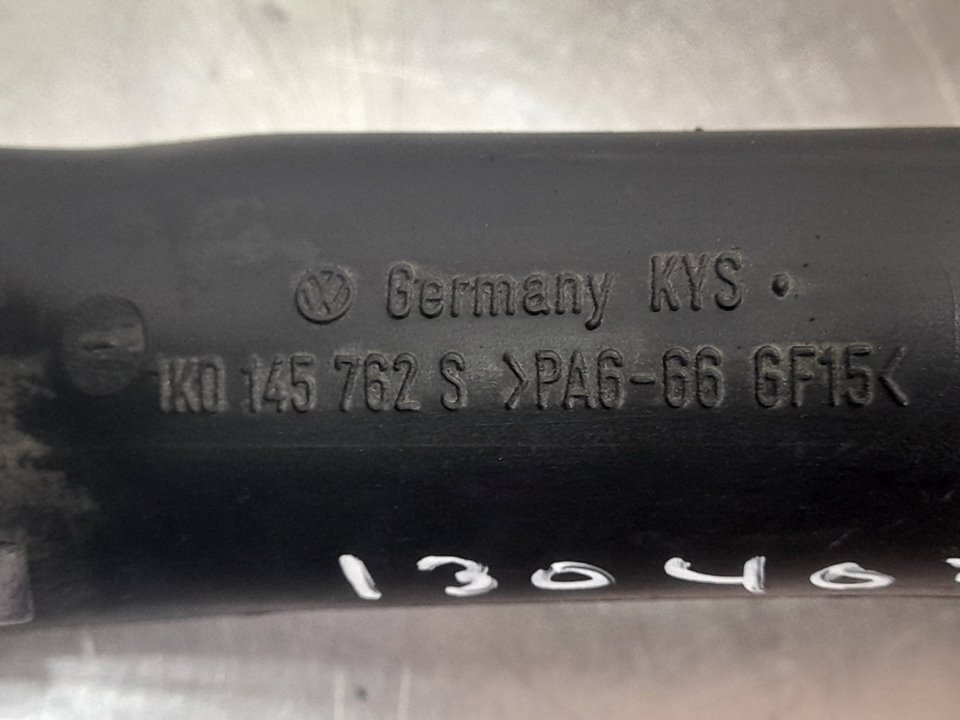 Germany KYS
1K0 145 762 S >PA6-66 GF15<
13040